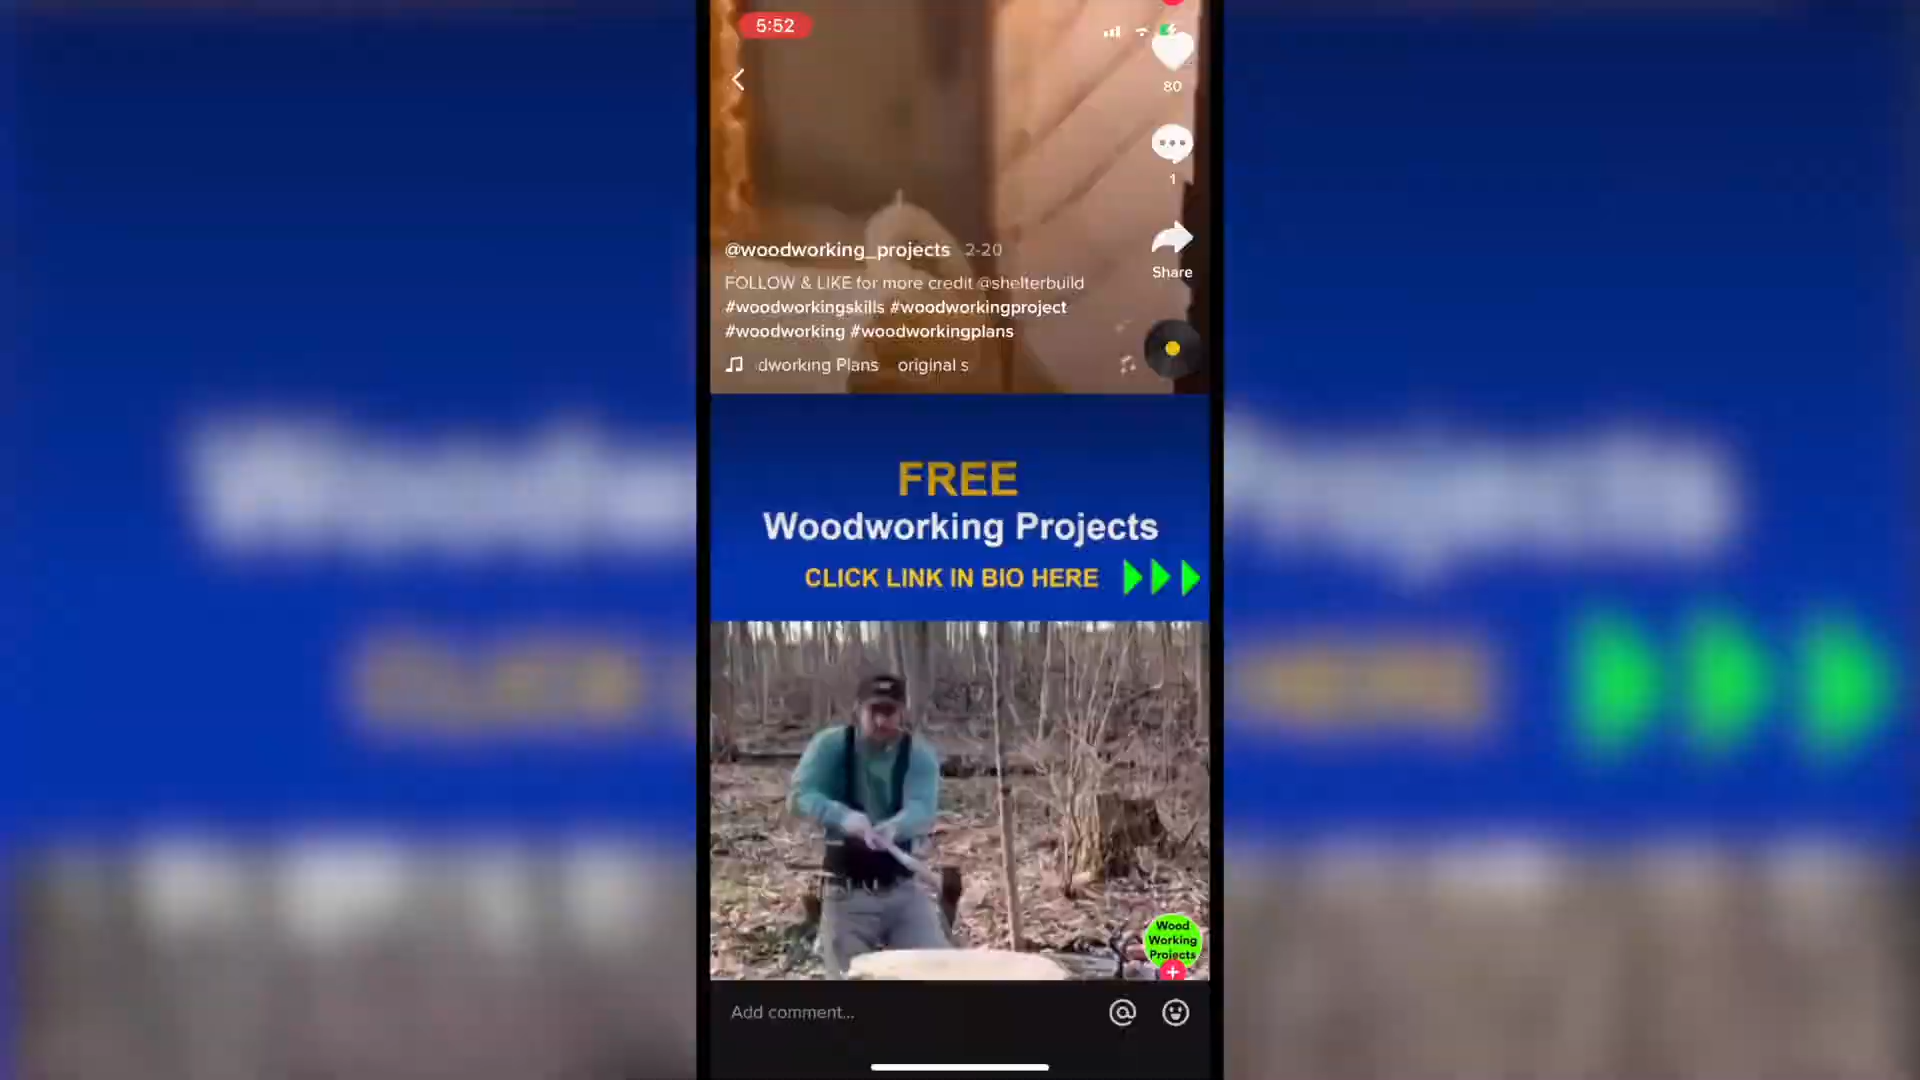 5:52
80
1
@woodworking_projects 2-20
Share
FOLLOW & LIKE for more credit @shelterbuild
#woodworkingskills #woodworkingproject
#woodworking #woodworkingplans
dworking Plans original s
FREE
Woodworking Projects
CLICK LINK IN BIO HERE
Wood
Working
Projects
Add comment...